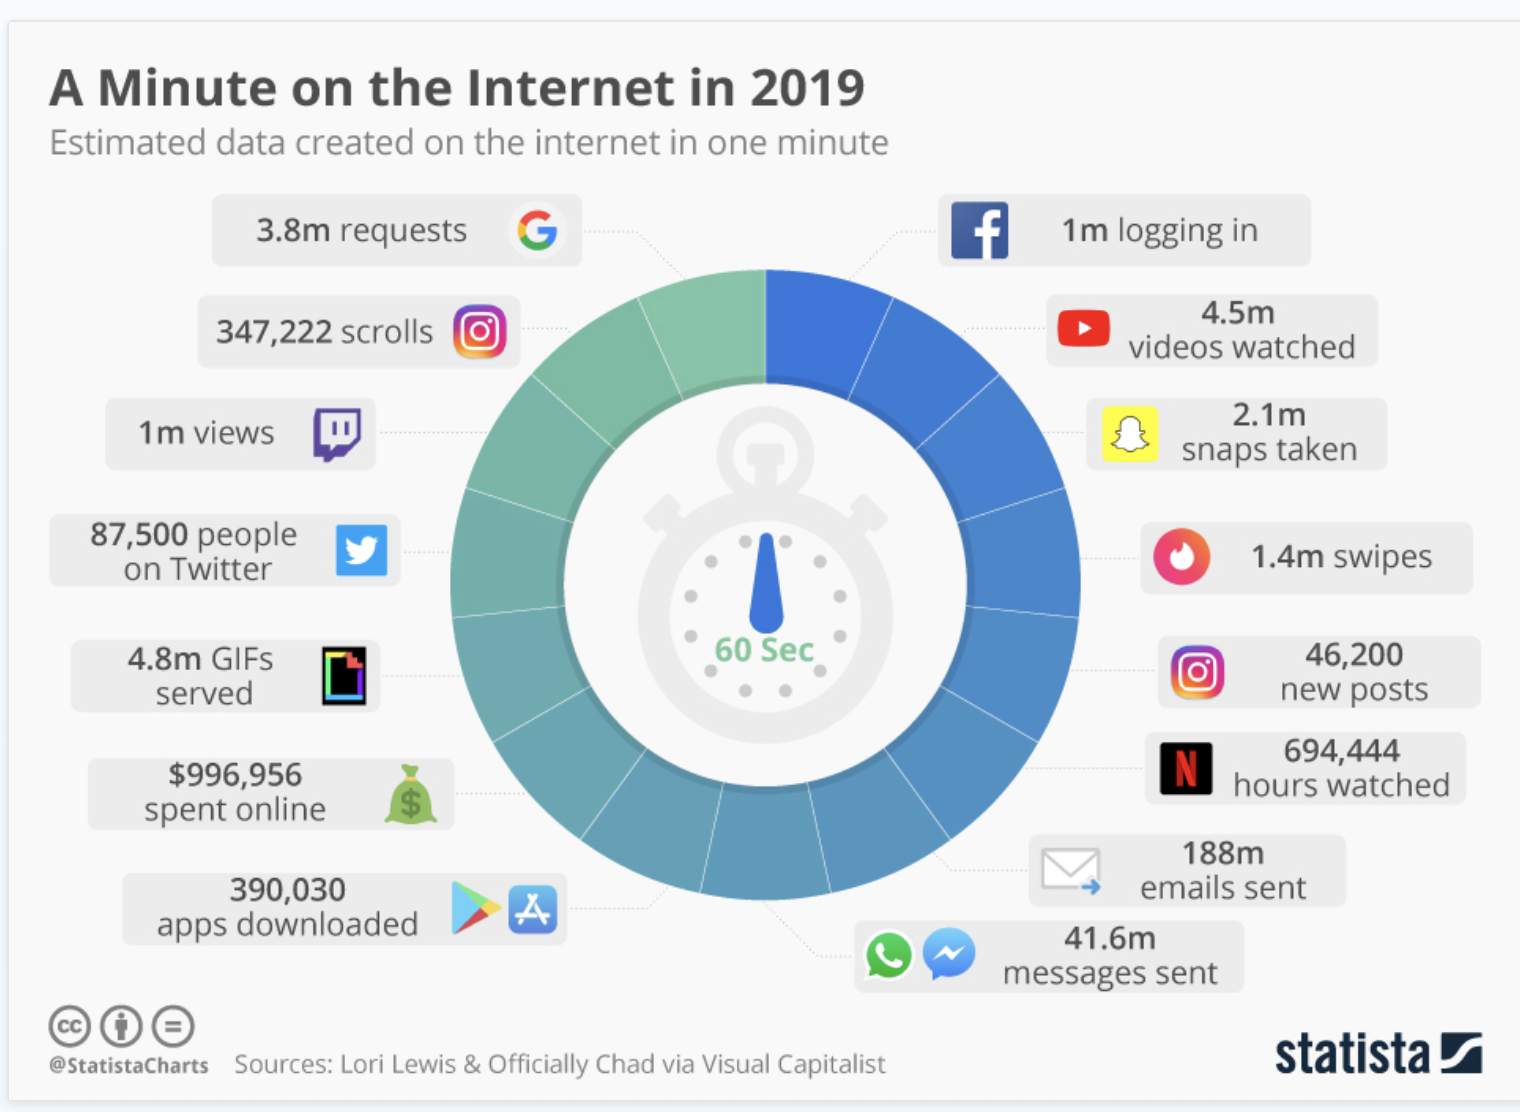 A Minute on the Internet in 2019
Estimated data created on the internet in one minute
3.8m requests
1m logging in
347,222 scrolls
4.5m
videos watched
1m views
2.1m
snaps taken
87,500 people
on Twitter
1.4m swipes
4.8m GIFs
served
46,200
new posts
$996,956
spent online
694,444
hours watched
390,030
apps downloaded
188m
emails sent
41.6m
messages sent
60 Sec
@StatistaCharts
Sources: Lori Lewis & Officially Chad via Visual Capitalist
statista